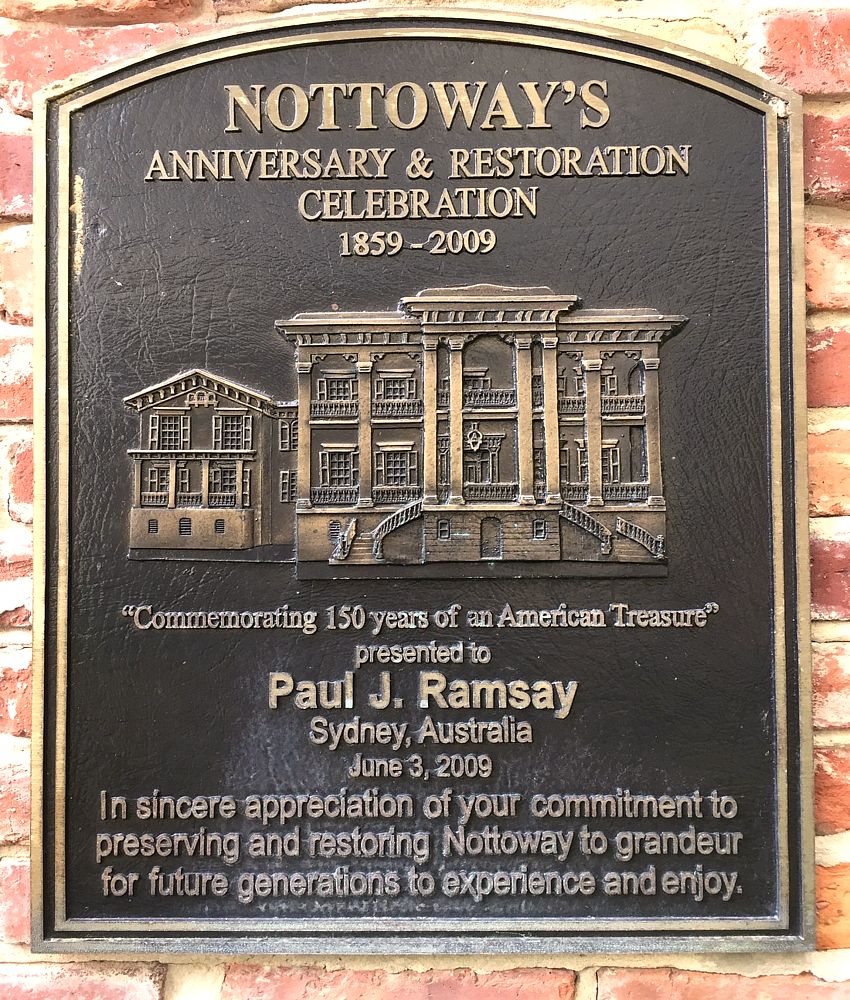 NOTTOWAY'S
ANNIVERSARY & RESTORATION
CELEBRATION
1859 - 2009
“Commemorating 150 years of an American Treasure”
presented to
Paul J. Ramsay
Sydney, Australia
June 3, 2009
In sincere appreciation of your commitment to
preserving and restoring Nottoway to grandeur
for future generations to experience and enjoy.